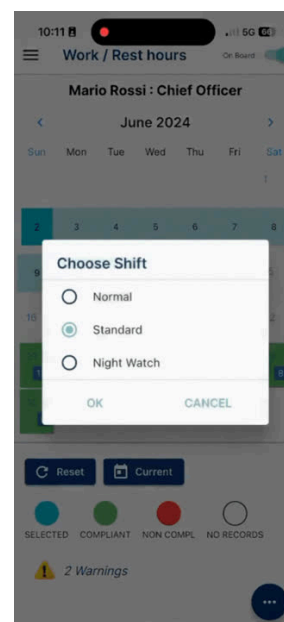 10:11 5G
Work / Rest hours On Board
Mario Rossi : Chief Officer
< June 2024 >
Sun Mon Tue Wed Thu Fri Sat
1
2 3 4 5 6 7 8
9
Choose Shift
Normal
Standard
Night Watch
OK CANCEL
Reset Current
SELECTED COMPLIANT NON COMPL NO RECORDS
2 Warnings